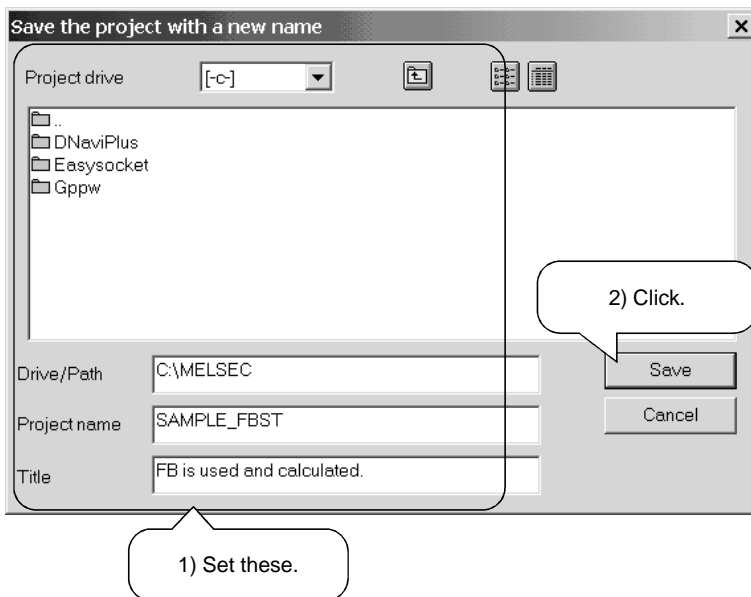 Save the project with a new name
Project drive [-c-]
..
DNaviPlus
Easysocket
Gppw
2) Click.
Drive/Path C:\MELSEC
Save
Project name SAMPLE_FBST
Cancel
Title FB is used and calculated.
1) Set these.